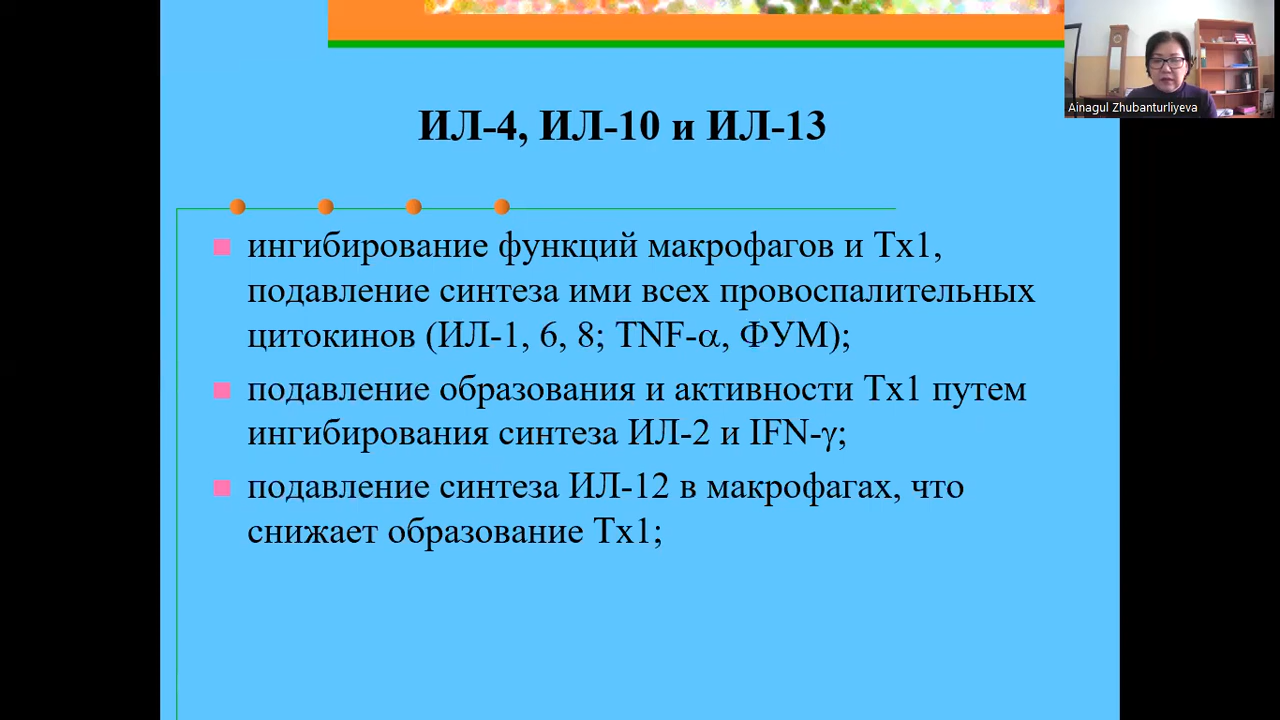 Ainagul Zhubanturliyeva
ИЛ-4, ИЛ-10 и ИЛ-13
ингибирование функций макрофагов и Тх1,
подавление синтеза ими всех провоспалительных
цитокинов (ИЛ-1, 6, 8; TNF-α, ФУМ);
подавление образования и активности Тх1 путем
ингибирования синтеза ИЛ-2 и IFN-γ;
подавление синтеза ИЛ-12 в макрофагах, что
снижает образование Тх1;